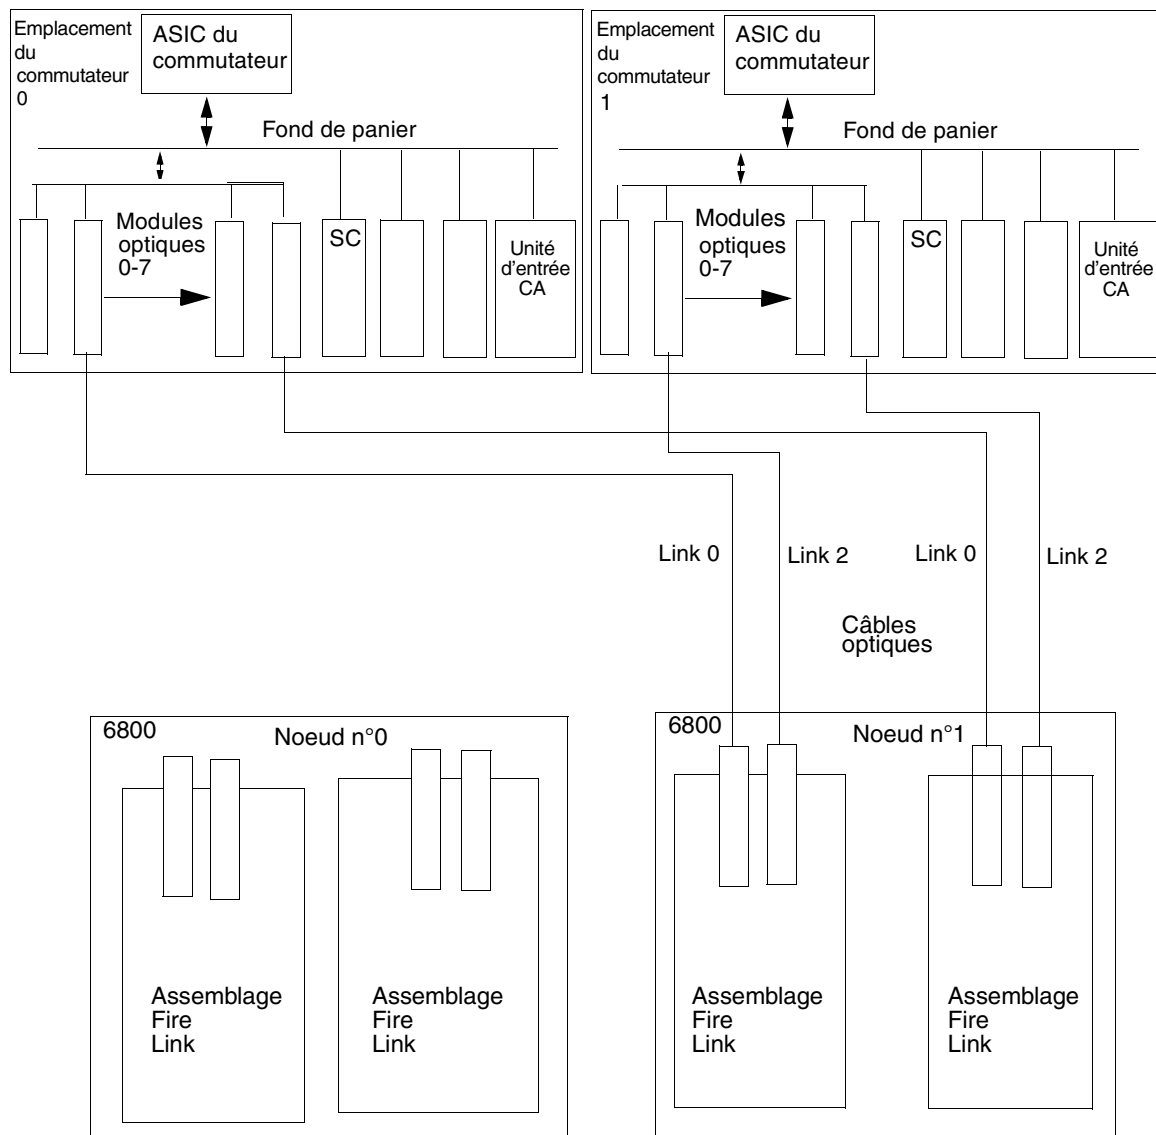 Emplacement
du
commutateur
0
ASIC du
commutateur
Fond de panier
Modules
optiques
0-7
SC
Unité
d'entrée
CA
Emplacement
du
commutateur
1
ASIC du
commutateur
Fond de panier
Modules
optiques
0-7
SC
Unité
d'entrée
CA
Link 0
Link 2
Link 0
Link 2
Câbles
optiques
6800
Noeud n°0
Assemblage
Fire
Link
Assemblage
Fire
Link
6800
Noeud n°1
Assemblage
Fire
Link
Assemblage
Fire
Link